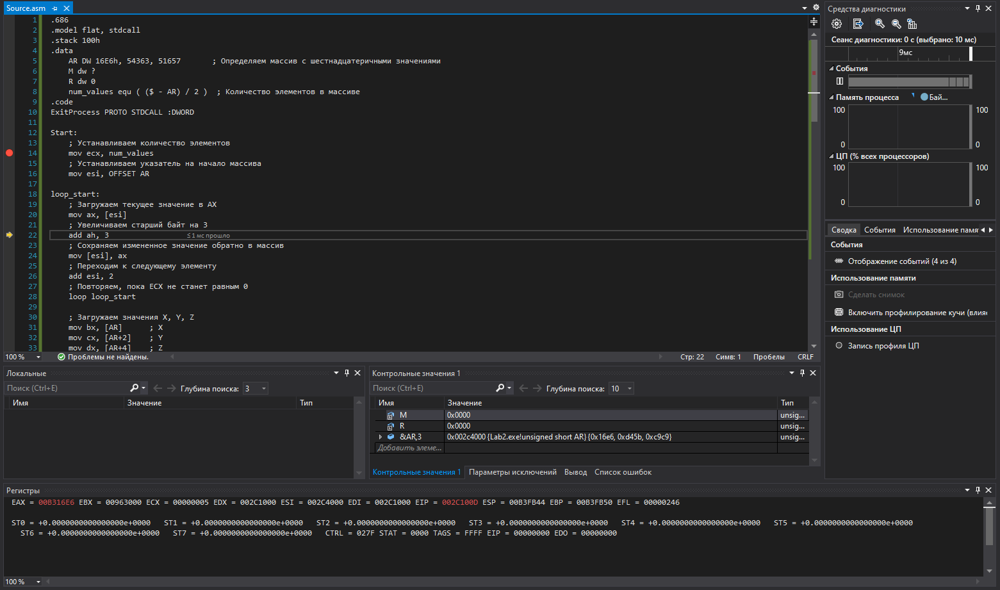 Source.asm
1 .686
2 .model flat, stdcall
3 .stack 100h
4 .data
5 AR DW 16E6h, 54363, 51657 ; Определяем массив с шестнадцатеричными значениями
6 M dw ?
7 R dw 0
8 num_values equ ( ($ - AR) / 2 ) ; Количество элементов в массиве
9 .code
10 ExitProcess PROTO STDCALL :DWORD
11
12 Start:
13 ; Устанавливаем количество элементов
14 mov ecx, num_values
15 ; Устанавливаем указатель на начало массива
16 mov esi, OFFSET AR
17
18 loop_start:
19 ; Загружаем текущее значение в AX
20 mov ax, [esi]
21 ; Увеличиваем старший байт на 3
22 add ah, 3 ≤ 1 мс прошло
23 ; Сохраняем измененное значение обратно в массив
24 mov [esi], ax
25 ; Переходим к следующему элементу
26 add esi, 2
27 ; Повторяем, пока ECX не станет равным 0
28 loop loop_start
29
30 ; Загружаем значения X, Y, Z
31 mov bx, [AR] ; X
32 mov cx, [AR+2] ; Y
33 mov dx, [AR+4] ; Z
100 % Проблемы не найдены. Стр: 22 Симв: 1 Пробелы CRLF
Средства диагностики
Сеанс диагностики: 0 с (выбрано: 10 мс)
9мс
События
Память процесса Бай...
100 100
0 0
ЦП (% всех процессоров)
100 100
0 0
Сводка События Использование памят
События
Отображение событий (4 из 4)
Использование памяти
Сделать снимок
Включить профилирование кучи (влия
Использование ЦП
Запись профиля ЦП
Локальные
Поиск (Ctrl+E) Глубина поиска: 3
Имя Значение Тип
Контрольные значения 1
Поиск (Ctrl+E) Глубина поиска: 10
Имя Значение Тип
M 0x0000 unsig...
R 0x0000 unsig...
&AR,3 0x002c4000 {Lab2.exe!unsigned short AR} {0x16e6, 0xd45b, 0xc9c9} unsig...
Добавить элеме...
Контрольные значения 1 Параметры исключений Вывод Список ошибок
Регистры
EAX = 00B316E6 EBX = 00963000 ECX = 00000005 EDX = 002C1000 ESI = 002C4000 EDI = 002C1000 EIP = 002C100D ESP = 00B3FB44 EBP = 00B3FB50 EFL = 00000246
ST0 = +0.0000000000000000e+0000 ST1 = +0.0000000000000000e+0000 ST2 = +0.0000000000000000e+0000 ST3 = +0.0000000000000000e+0000 ST4 = +0.0000000000000000e+0000 ST5 = +0.0000000000000000e+0000
ST6 = +0.0000000000000000e+0000 ST7 = +0.0000000000000000e+0000 CTRL = 027F STAT = 0000 TAGS = FFFF EIP = 00000000 EDO = 00000000
100 %